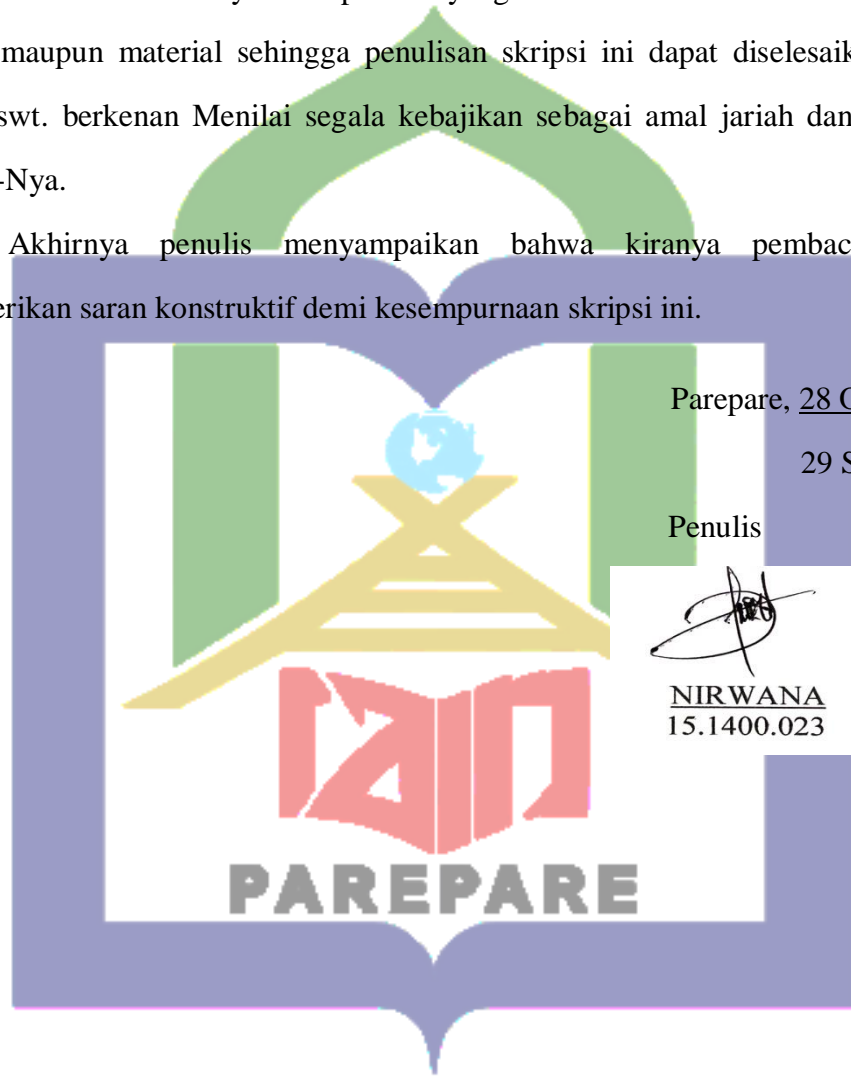 maupun material sehingga penulisan skripsi ini dapat diselesaik
swt. berkenan Menilai segala kebajikan sebagai amal jariah dan
-Nya.
Akhirnya penulis menyampaikan bahwa kiranya pembac
erikan saran konstruktif demi kesempurnaan skripsi ini.
Parepare, 28 O
29 S
Penulis
NIRWANA
15.1400.023
iain
PAREPARE